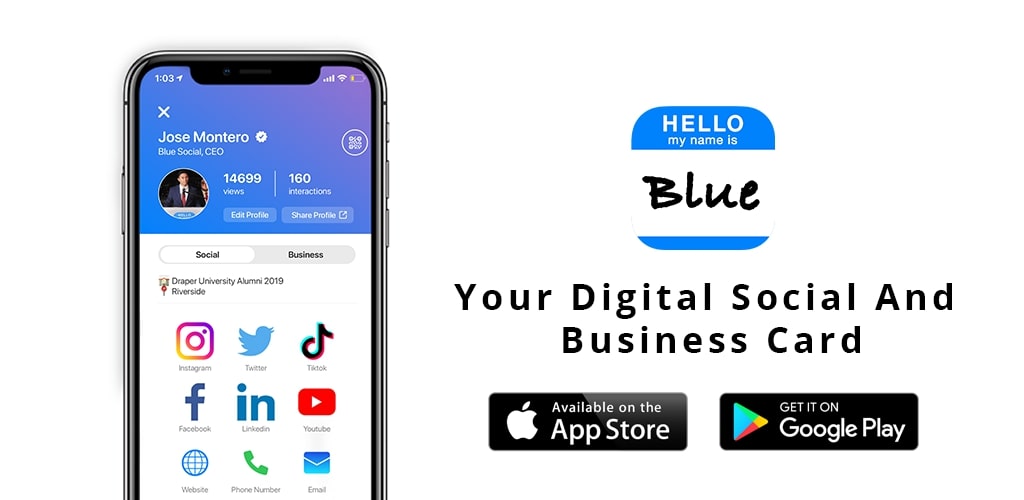 1:03
Jose Montero
Blue Social, CEO
14699
views
160
interactions
HELLO
Edit Profile
Share Profile
Social
Business
Draper University Alumni 2019
Riverside
Instagram
Twitter
Tiktok
Facebook
Linkedin
Youtube
Website
Phone Number
Email
HELLO
my name is
Blue
Your Digital Social And
Business Card
Available on the
App Store
GET IT ON
Google Play